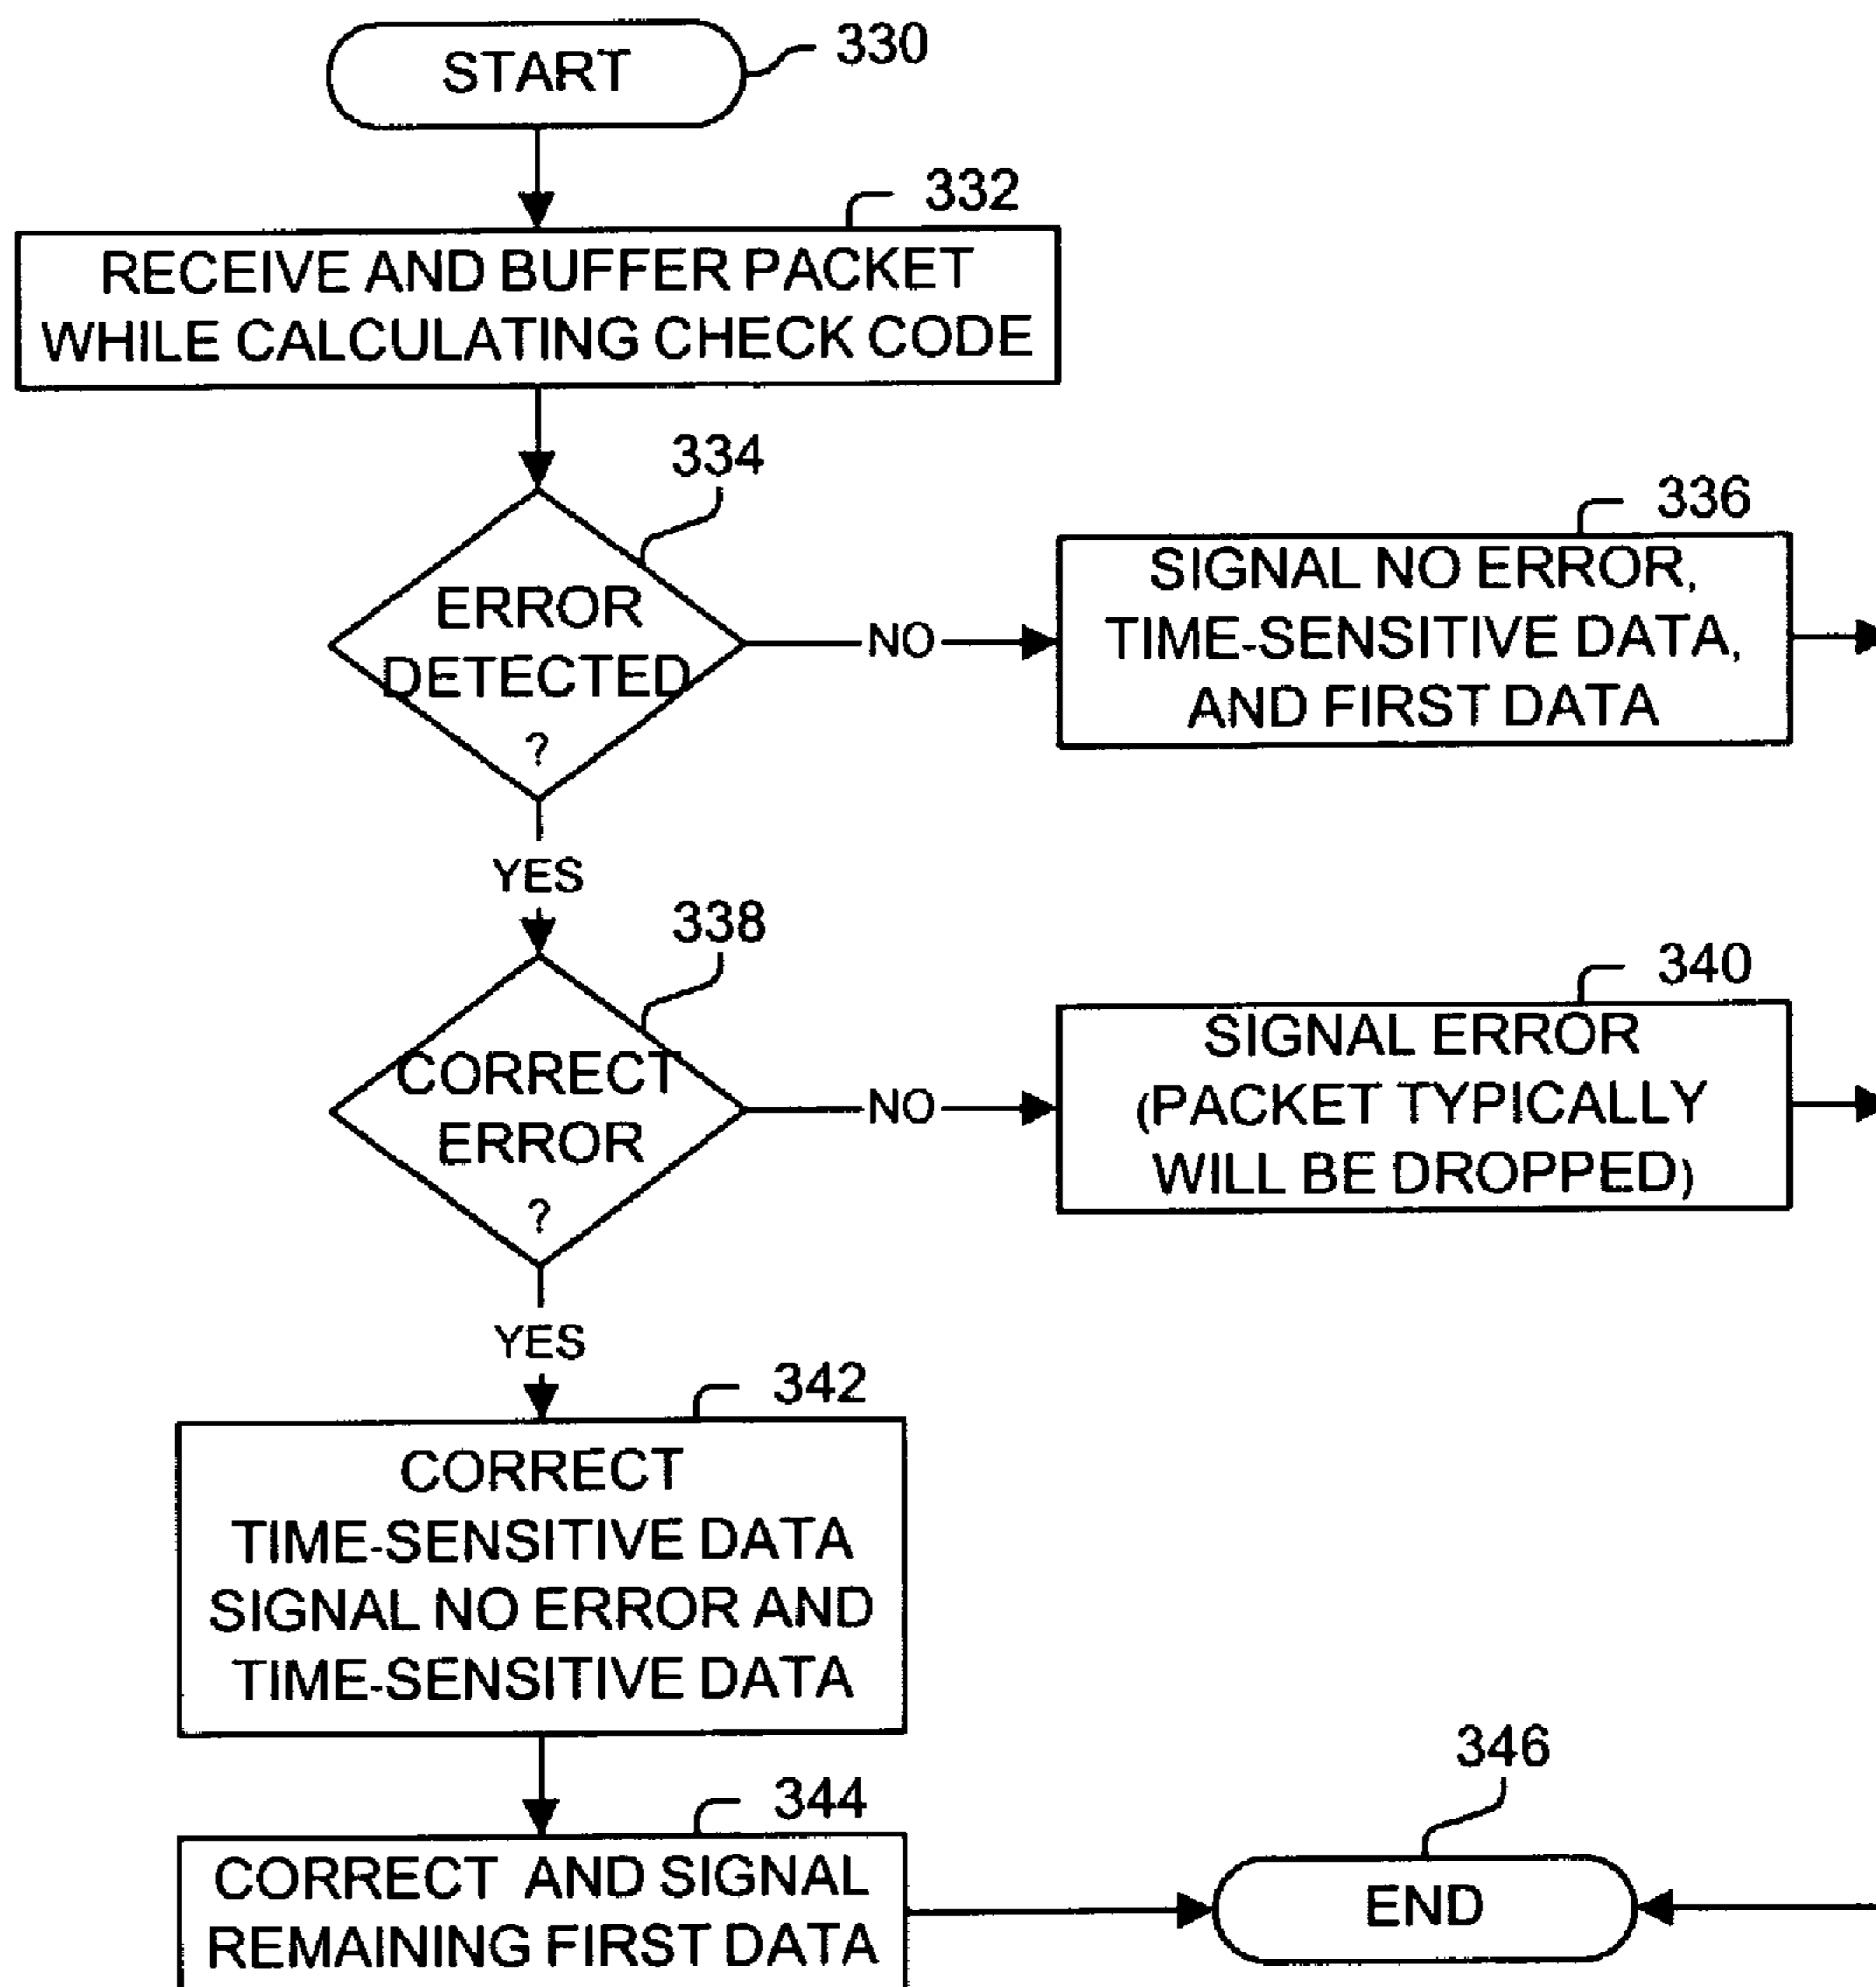 START
330
332
RECEIVE AND BUFFER PACKET
WHILE CALCULATING CHECK CODE
334
ERROR
DETECTED
?
NO
336
SIGNAL NO ERROR,
TIME-SENSITIVE DATA,
AND FIRST DATA
YES
338
CORRECT
ERROR
?
NO
340
SIGNAL ERROR
(PACKET TYPICALLY
WILL BE DROPPED)
YES
342
CORRECT
TIME-SENSITIVE DATA
SIGNAL NO ERROR AND
TIME-SENSITIVE DATA
344
CORRECT AND SIGNAL
REMAINING FIRST DATA
346
END